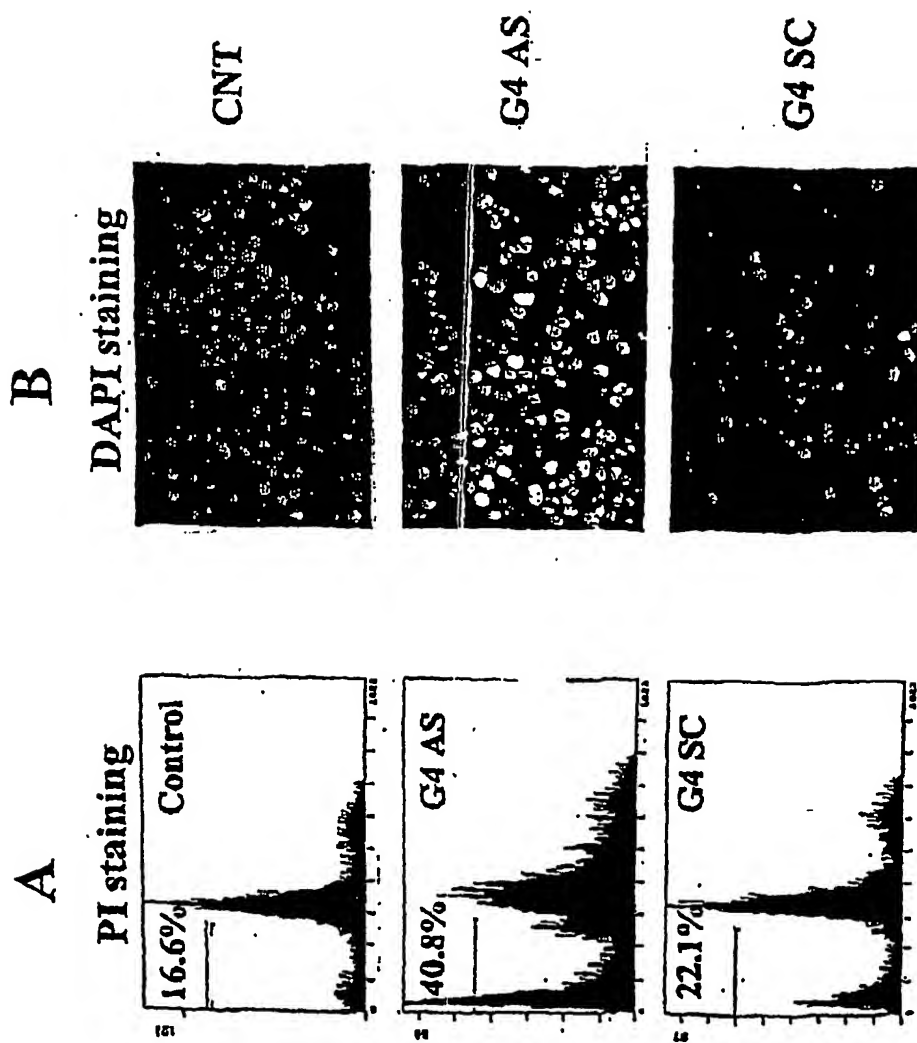 A
PI staining
Control
16.6%
121
G4 AS
40.8%
G4 SC
22.1%
B
DAPI staining
CNT
G4 AS
G4 SC